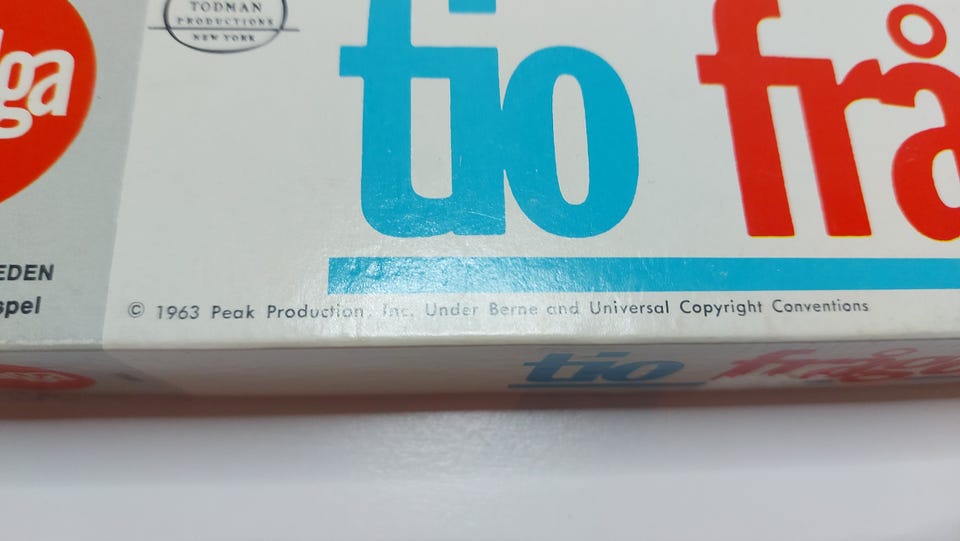 TODMAN
PRODUCTIONS
NEW YORK
tio frå
EDEN
spel
© 1963 Peak Production, Inc. Under Berne and Universal Copyright Conventions
tio